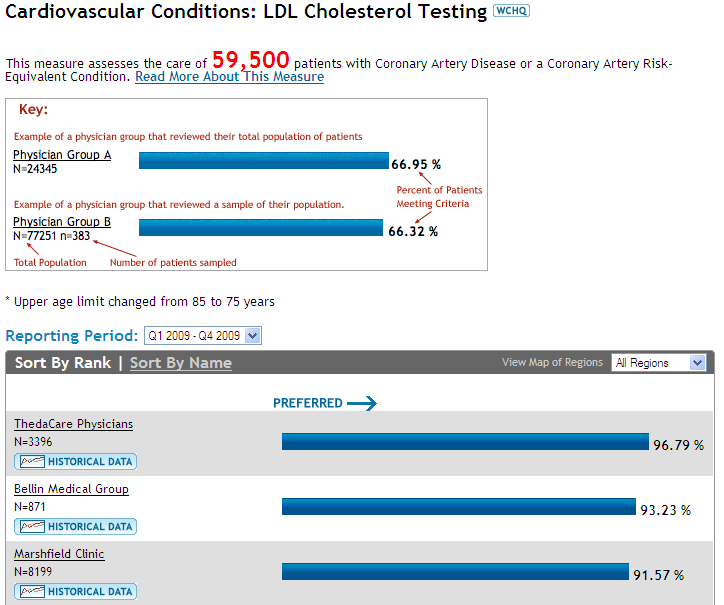 Cardiovascular Conditions: LDL Cholesterol Testing WCHQ
This measure assesses the care of 59,500 patients with Coronary Artery Disease or a Coronary Artery Risk-
Equivalent Condition. Read More About This Measure
Key:
Example of a physician group that reviewed their total population of patients
Physician Group A
N=24345
66.95 %
Percent of Patients
Meeting Criteria
Example of a physician group that reviewed a sample of their population.
Physician Group B
N=77251 n=383
66.32 %
Total Population
Number of patients sampled
* Upper age limit changed from 85 to 75 years
Reporting Period: Q1 2009 - Q4 2009
Sort By Rank | Sort By Name
View Map of Regions All Regions
PREFERRED
ThedaCare Physicians
N=3396
HISTORICAL DATA
96.79 %
Bellin Medical Group
N=871
HISTORICAL DATA
93.23 %
Marshfield Clinic
N=8199
HISTORICAL DATA
91.57 %